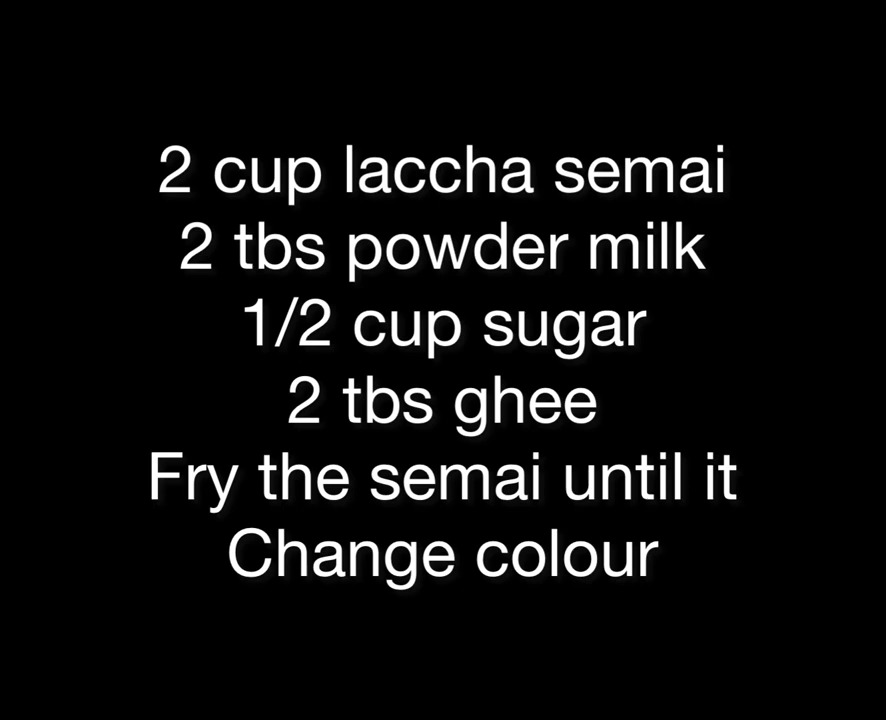 2 cup laccha semai
2 tbs powder milk
1/2 cup sugar
2 tbs ghee
Fry the semai until it
Change colour